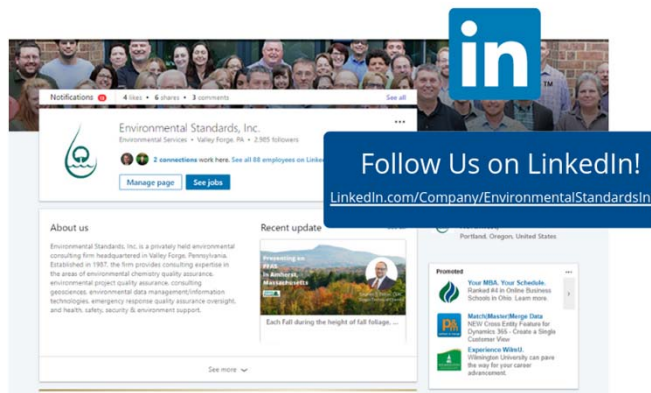 in
TM
Notifications 12 4 likes • 6 shares • 3 comments See all
Environmental Standards, Inc.
Environmental Services • Valley Forge, PA • 2,985 followers
2 connections work here. See all 88 employees on Linke
Manage page See jobs
Follow Us on LinkedIn!
LinkedIn.com/Company/EnvironmentalStandardsIn
Portland, Oregon, United States
About us
Environmental Standards, Inc. is a privately held environmental
consulting firm headquartered in Valley Forge, Pennsylvania.
Established in 1987, the firm provides consulting expertise in
the areas of environmental chemistry quality assurance,
environmental project quality assurance, consulting
geosciences, environmental data management/information
technologies, emergency response quality assurance oversight,
and health, safety, security & environment support.
Recent update
Presenting on
PFAS
in Amherst,
Massachusetts
Each Fall during the height of fall foliage, ...
See more
Promoted
Your MBA. Your Schedule.
Ranked #4 in Online Business
Schools in Ohio. Learn more.
Match|Master|Merge Data
NEW Cross Entity Feature for
Dynamics 365 - Create a Single
Customer View
Experience WilmU.
Wilmington University can pave
the way for your career
advancement.